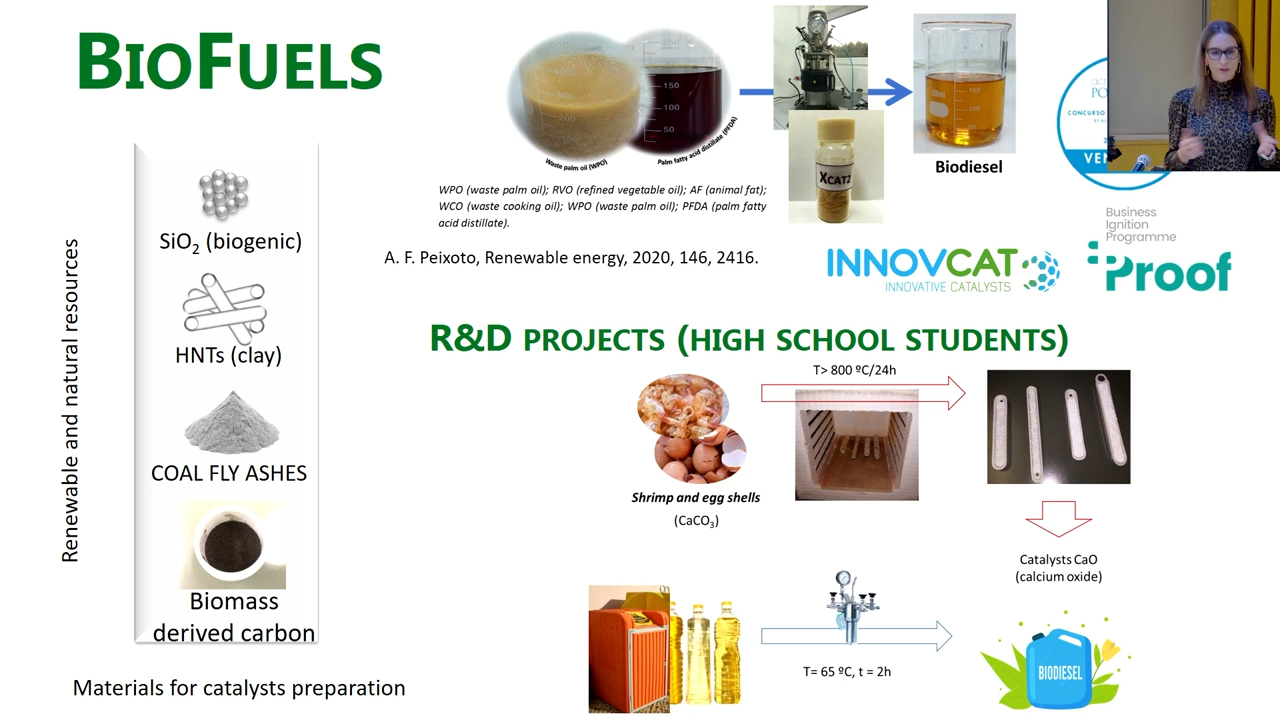 BIOFUELS
Waste palm oil (WPO)
Palm fatty acid distillate (PFDA)
150
100
50
XCAT2
150
Biodiesel
CONCURSO
VEN
WPO (waste palm oil); RVO (refined vegetable oil); AF (animal fat);
WCO (waste cooking oil); WPO (waste palm oil); PFDA (palm fatty
acid distillate).
A. F. Peixoto, Renewable energy, 2020, 146, 2416.
INNOVCAT
INNOVATIVE CATALYSTS
Business
Ignition
Programme
Proof
Renewable and natural resources
SiO₂ (biogenic)
HNTs (clay)
COAL FLY ASHES
Biomass
derived carbon
Materials for catalysts preparation
R&D PROJECTS (HIGH SCHOOL STUDENTS)
T> 800 ºC/24h
Shrimp and egg shells
(CaCO₃)
Catalysts CaO
(calcium oxide)
T= 65 ºC, t = 2h
BIODIESEL